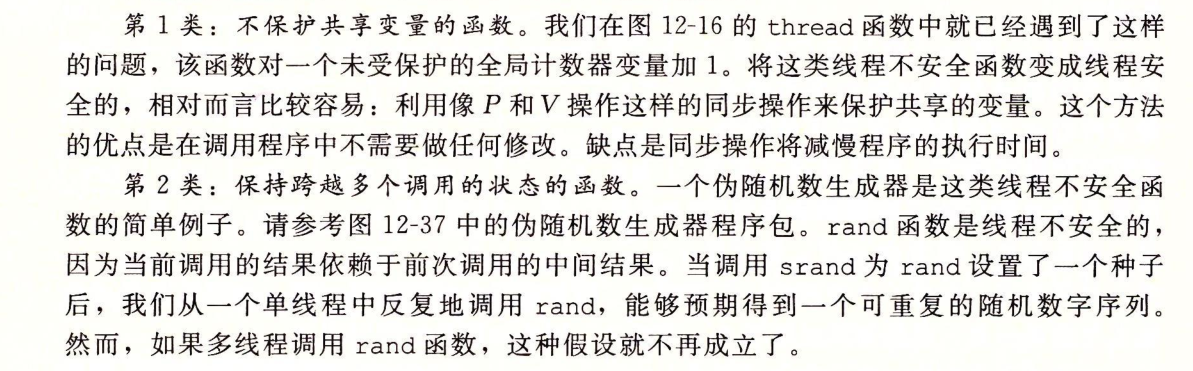 第 1 类：不保护共享变量的函数。我们在图 12-16 的 thread 函数中就已经遇到了这样
的问题，该函数对一个未受保护的全局计数器变量加 1。将这类线程不安全函数变成线程安
全的，相对而言比较容易：利用像 P 和 V 操作这样的同步操作来保护共享的变量。这个方法
的优点是在调用程序中不需要做任何修改。缺点是同步操作将减慢程序的执行时间。
第 2 类：保持跨越多个调用的状态的函数。一个伪随机数生成器是这类线程不安全函
数的简单例子。请参考图 12-37 中的伪随机数生成器程序包。rand 函数是线程不安全的，
因为当前调用的结果依赖于前次调用的中间结果。当调用 srand 为 rand 设置了一个种子
后，我们从一个单线程中反复地调用 rand，能够预期得到一个可重复的随机数字序列。
然而，如果多线程调用 rand 函数，这种假设就不再成立了。